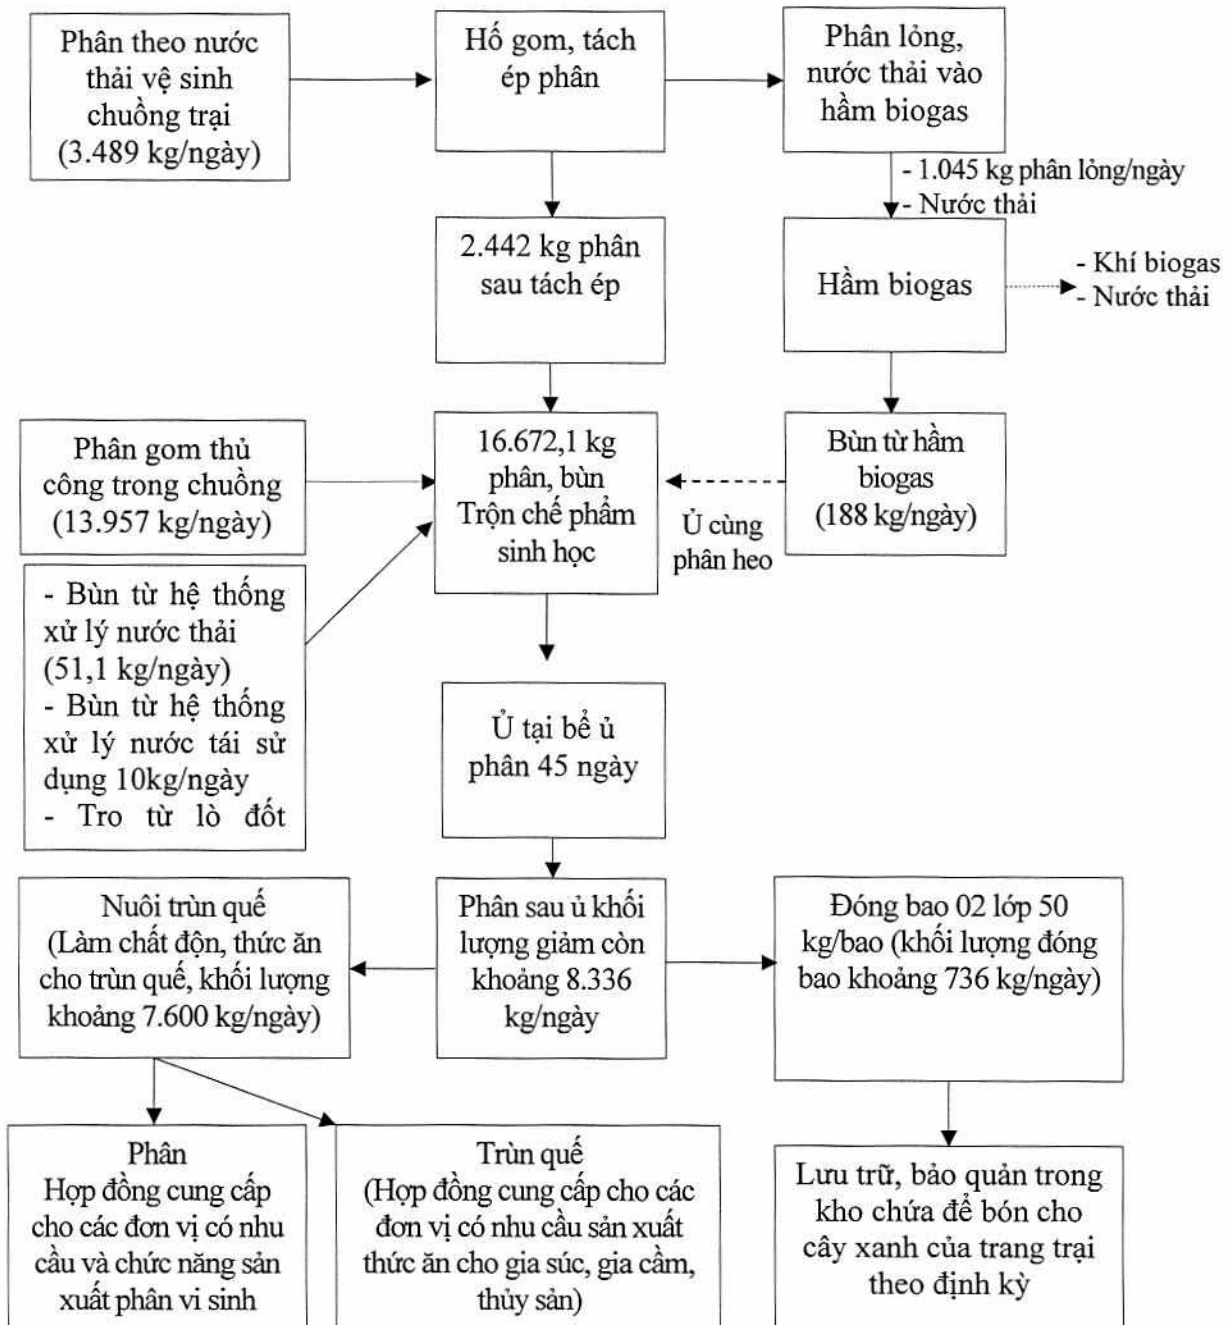 Phân theo nước
thải vệ sinh
chuồng trại
(3.489 kg/ngày)
Hố gom, tách
ép phân
Phân lỏng,
nước thải vào
hầm biogas
- 1.045 kg phân lỏng/ngày
- Nước thải
2.442 kg phân
sau tách ép
Hầm biogas
- Khí biogas
- Nước thải
Phân gom thủ
công trong chuồng
(13.957 kg/ngày)
16.672,1 kg
phân, bùn
Trộn chế phẩm
sinh học
Bùn từ hầm
biogas
(188 kg/ngày)
Ủ cùng
phân heo
- Bùn từ hệ thống
xử lý nước thải
(51,1 kg/ngày)
- Bùn từ hệ thống
xử lý nước tái sử
dụng 10kg/ngày
- Tro từ lò đốt
Ủ tại bể ủ
phân 45 ngày
Nuôi trùn quế
(Làm chất độn, thức ăn
cho trùn quế, khối lượng
khoảng 7.600 kg/ngày)
Phân sau ủ khối
lượng giảm còn
khoảng 8.336
kg/ngày
Đóng bao 02 lớp 50
kg/bao (khối lượng đóng
bao khoảng 736 kg/ngày)
Phân
Hợp đồng cung cấp
cho các đơn vị có nhu
cầu và chức năng sản
xuất phân vi sinh
Trùn quế
(Hợp đồng cung cấp cho các
đơn vị có nhu cầu sản xuất
thức ăn cho gia súc, gia cầm,
thủy sản)
Lưu trữ, bảo quản trong
kho chứa để bón cho
cây xanh của trang trại
theo định kỳ